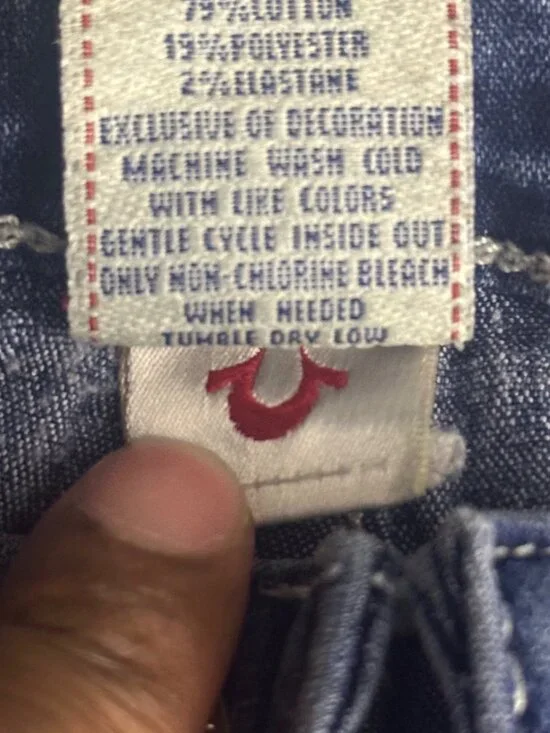 79%COTTON
19%POLYESTER
2%ELASTANE
EXCLUSIVE OF DECORATION
MACHINE WASH COLD
WITH LIKE COLORS
GENTLE CYCLE INSIDE OUT
ONLY NON-CHLORINE BLEACH
WHEN NEEDED
TUMBLE DRY LOW